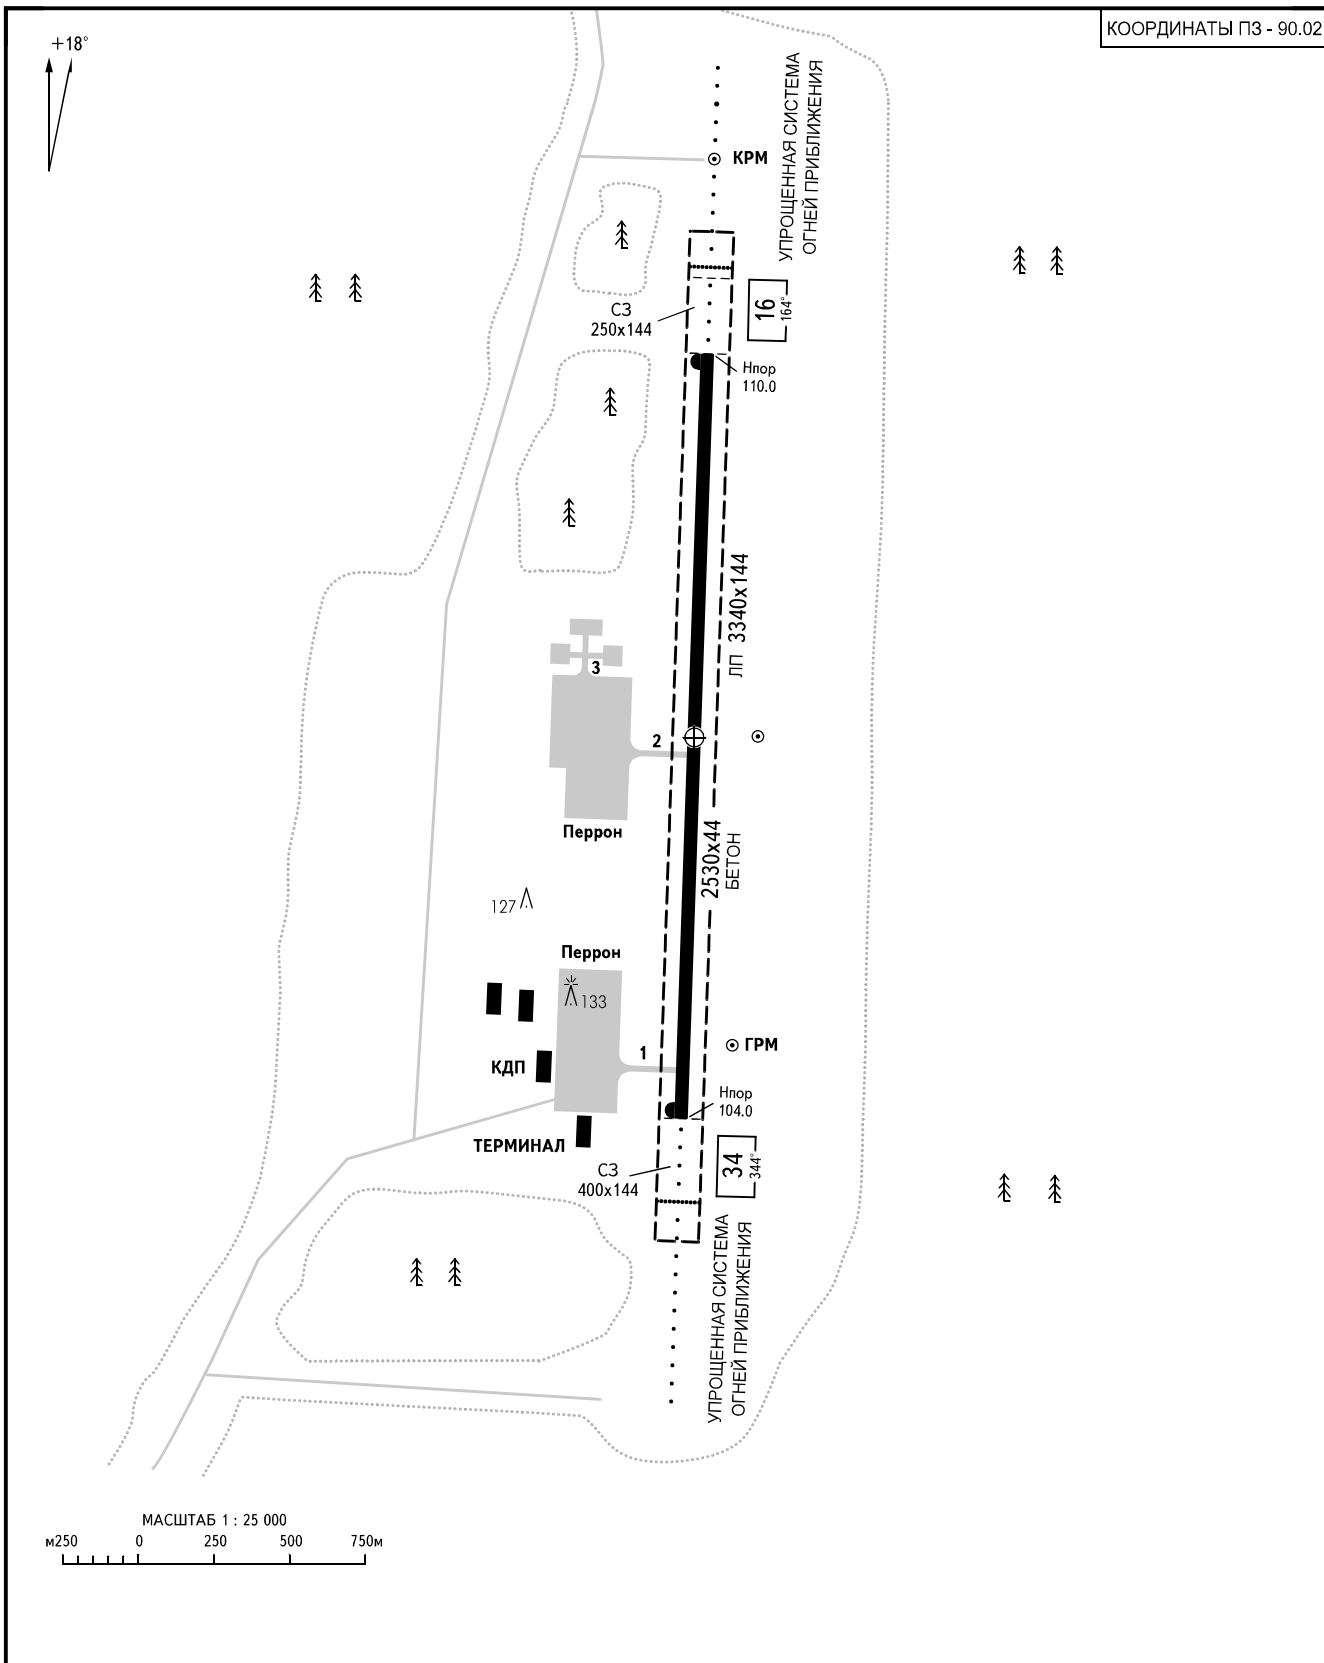 КООРДИНАТЫ ПЗ - 90.02
+18°
УПРОЩЕННАЯ СИСТЕМА
ОГНЕЙ ПРИБЛИЖЕНИЯ
КРМ
16
164°
СЗ
250x144
Нпор
110.0
ЛП 3340x144
3
2
Перрон
2530x44
БЕТОН
127
Перрон
133
1
ГРМ
КДП
Нпор
104.0
ТЕРМИНАЛ
34
344°
СЗ
400x144
УПРОЩЕННАЯ СИСТЕМА
ОГНЕЙ ПРИБЛИЖЕНИЯ
МАСШТАБ 1 : 25 000
м250 0 250 500 750м